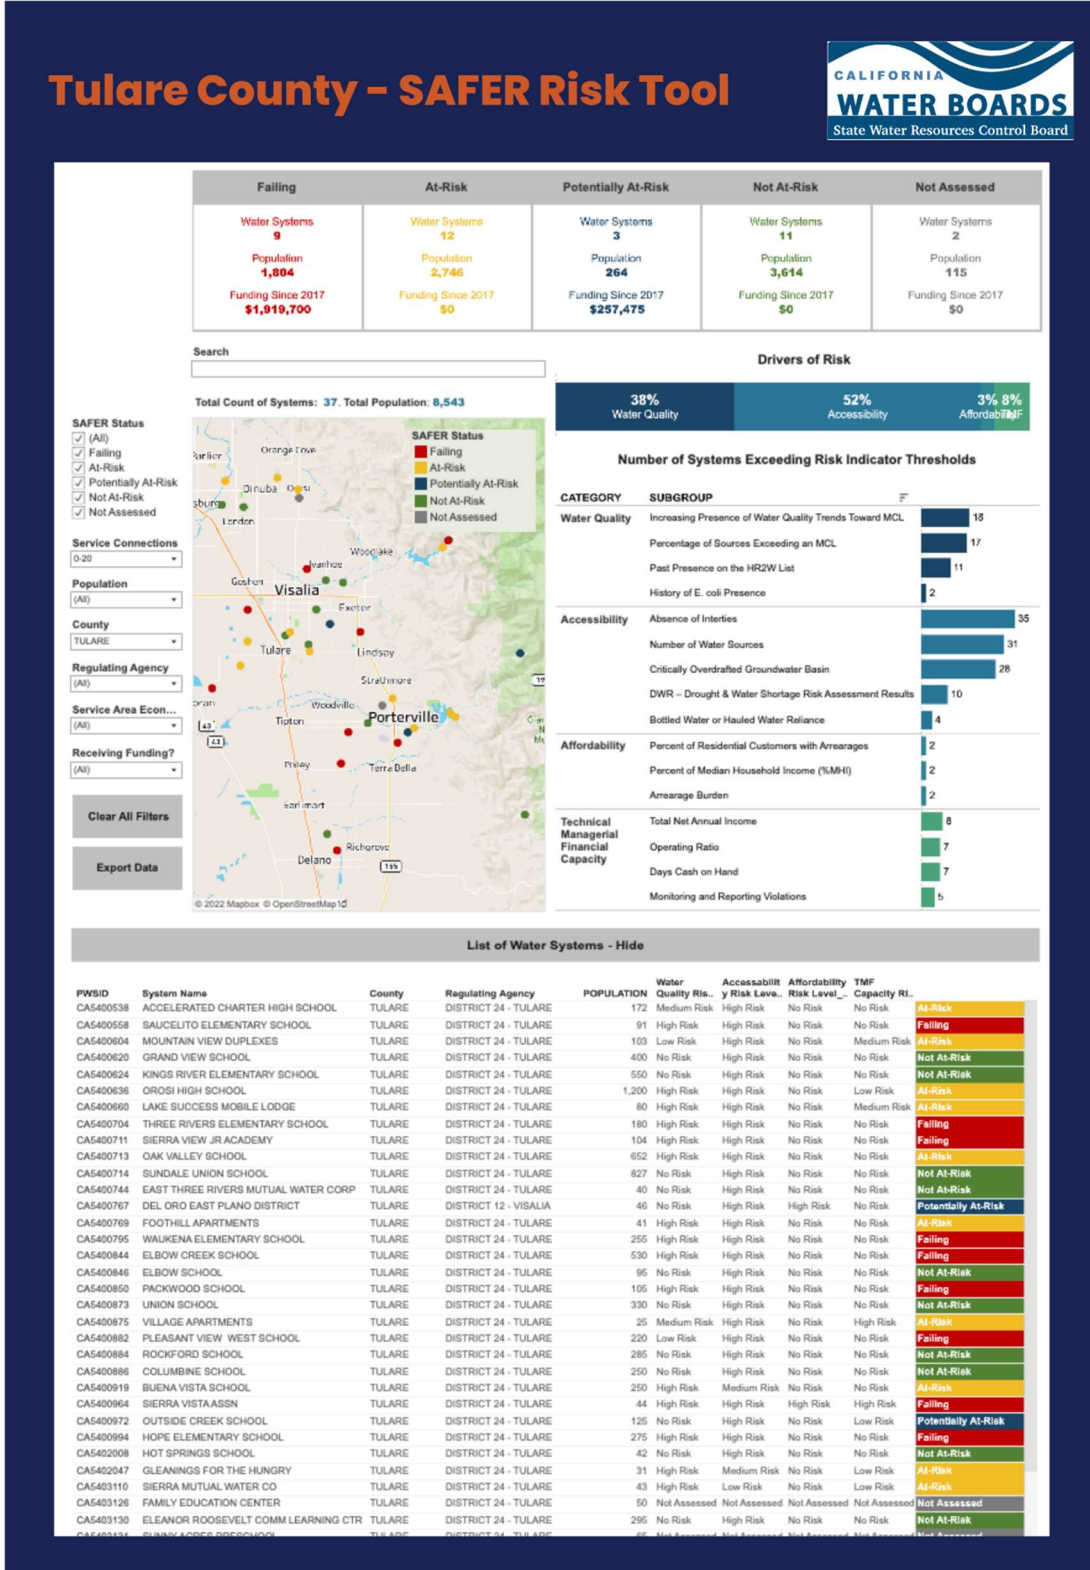 Tulare County - SAFER Risk Tool
CALIFORNIA
WATER BOARDS
State Water Resources Control Board
Failing At-Risk Potentially At-Risk Not At-Risk Not Assessed
Water Systems Water Systems Water Systems Water Systems Water Systems
9 12 3 11 2
Population Population Population Population Population
1,804 2,746 264 3,614 115
Funding Since 2017 Funding Since 2017 Funding Since 2017 Funding Since 2017 Funding Since 2017
$1,919,700 $0 $257,475 $0 $0
Search
Drivers of Risk
38% 52% 3% 8%
Water Quality Accessibility Affordability TMF
Total Count of Systems: 37. Total Population: 8,543
SAFER Status
(All)
Failing
At-Risk
Potentially At-Risk
Not At-Risk
Not Assessed
Service Connections
0-20
Population
(All)
County
TULARE
Regulating Agency
(All)
Service Area Econ...
(All)
Receiving Funding?
(All)
Clear All Filters
Export Data
SAFER Status
Failing
At-Risk
Potentially At-Risk
Not At-Risk
Not Assessed
Parlier
Orange Cove
Dinuba
Orosi
sburg
London
Woodlake
Ivanhoe
Goshen
Visalia
Exeter
Tulare
Lindsay
Strathmore
oran
Woodville
Porterville
Tipton
43
43
Pixley
Terra Bella
Earlimart
Richgrove
Delano
155
19
© 2022 Mapbox © OpenStreetMap
Number of Systems Exceeding Risk Indicator Thresholds
CATEGORY SUBGROUP
Water Quality Increasing Presence of Water Quality Trends Toward MCL 18
Percentage of Sources Exceeding an MCL 17
Past Presence on the HR2W List 11
History of E. coli Presence 2
Accessibility Absence of Interties 35
Number of Water Sources 31
Critically Overdrafted Groundwater Basin 28
DWR – Drought & Water Shortage Risk Assessment Results 10
Bottled Water or Hauled Water Reliance 4
Affordability Percent of Residential Customers with Arrearages 2
Percent of Median Household Income (%MHI) 2
Arrearage Burden 2
Technical Managerial Financial Capacity Total Net Annual Income 8
Operating Ratio 7
Days Cash on Hand 7
Monitoring and Reporting Violations 5
List of Water Systems - Hide
Water Accessabilit Affordability TMF
PWSID System Name County Regulating Agency POPULATION Quality Ris.. y Risk Leve.. Risk Level_.. Capacity Ri..
CA5400538 ACCELERATED CHARTER HIGH SCHOOL TULARE DISTRICT 24 - TULARE 172 Medium Risk High Risk No Risk No Risk At-Risk
CA5400558 SAUCELITO ELEMENTARY SCHOOL TULARE DISTRICT 24 - TULARE 91 High Risk High Risk No Risk No Risk Failing
CA5400604 MOUNTAIN VIEW DUPLEXES TULARE DISTRICT 24 - TULARE 103 Low Risk High Risk No Risk Medium Risk At-Risk
CA5400620 GRAND VIEW SCHOOL TULARE DISTRICT 24 - TULARE 400 No Risk High Risk No Risk No Risk Not At-Risk
CA5400624 KINGS RIVER ELEMENTARY SCHOOL TULARE DISTRICT 24 - TULARE 550 No Risk High Risk No Risk No Risk Not At-Risk
CA5400636 OROSI HIGH SCHOOL TULARE DISTRICT 24 - TULARE 1,200 High Risk High Risk No Risk Low Risk At-Risk
CA5400660 LAKE SUCCESS MOBILE LODGE TULARE DISTRICT 24 - TULARE 80 High Risk High Risk No Risk Medium Risk At-Risk
CA5400704 THREE RIVERS ELEMENTARY SCHOOL TULARE DISTRICT 24 - TULARE 180 High Risk High Risk No Risk No Risk Failing
CA5400711 SIERRA VIEW JR ACADEMY TULARE DISTRICT 24 - TULARE 104 High Risk High Risk No Risk No Risk Failing
CA5400713 OAK VALLEY SCHOOL TULARE DISTRICT 24 - TULARE 652 High Risk High Risk No Risk No Risk At-Risk
CA5400714 SUNDALE UNION SCHOOL TULARE DISTRICT 24 - TULARE 827 No Risk High Risk No Risk No Risk Not At-Risk
CA5400744 EAST THREE RIVERS MUTUAL WATER CORP TULARE DISTRICT 24 - TULARE 40 No Risk High Risk No Risk No Risk Not At-Risk
CA5400767 DEL ORO EAST PLANO DISTRICT TULARE DISTRICT 12 - VISALIA 46 No Risk High Risk High Risk No Risk Potentially At-Risk
CA5400769 FOOTHILL APARTMENTS TULARE DISTRICT 24 - TULARE 41 High Risk High Risk No Risk No Risk At-Risk
CA5400795 WAUKENA ELEMENTARY SCHOOL TULARE DISTRICT 24 - TULARE 255 High Risk High Risk No Risk No Risk Failing
CA5400844 ELBOW CREEK SCHOOL TULARE DISTRICT 24 - TULARE 530 High Risk High Risk No Risk No Risk Failing
CA5400846 ELBOW SCHOOL TULARE DISTRICT 24 - TULARE 95 No Risk High Risk No Risk No Risk Not At-Risk
CA5400850 PACKWOOD SCHOOL TULARE DISTRICT 24 - TULARE 105 High Risk High Risk No Risk No Risk Failing
CA5400873 UNION SCHOOL TULARE DISTRICT 24 - TULARE 330 No Risk High Risk No Risk No Risk Not At-Risk
CA5400875 VILLAGE APARTMENTS TULARE DISTRICT 24 - TULARE 25 Medium Risk High Risk No Risk High Risk At-Risk
CA5400882 PLEASANT VIEW WEST SCHOOL TULARE DISTRICT 24 - TULARE 220 Low Risk High Risk No Risk No Risk Failing
CA5400884 ROCKFORD SCHOOL TULARE DISTRICT 24 - TULARE 285 No Risk High Risk No Risk No Risk Not At-Risk
CA5400886 COLUMBINE SCHOOL TULARE DISTRICT 24 - TULARE 250 No Risk High Risk No Risk No Risk Not At-Risk
CA5400919 BUENA VISTA SCHOOL TULARE DISTRICT 24 - TULARE 250 High Risk Medium Risk No Risk No Risk At-Risk
CA5400964 SIERRA VISTA ASSN TULARE DISTRICT 24 - TULARE 44 High Risk High Risk High Risk High Risk Failing
CA5400972 OUTSIDE CREEK SCHOOL TULARE DISTRICT 24 - TULARE 125 No Risk High Risk No Risk Low Risk Potentially At-Risk
CA5400994 HOPE ELEMENTARY SCHOOL TULARE DISTRICT 24 - TULARE 275 High Risk High Risk No Risk No Risk Failing
CA5402008 HOT SPRINGS SCHOOL TULARE DISTRICT 24 - TULARE 42 No Risk High Risk No Risk No Risk Not At-Risk
CA5402047 GLEANINGS FOR THE HUNGRY TULARE DISTRICT 24 - TULARE 31 High Risk Medium Risk No Risk Low Risk At-Risk
CA5403110 SIERRA MUTUAL WATER CO TULARE DISTRICT 24 - TULARE 43 High Risk Low Risk No Risk Low Risk At-Risk
CA5403126 FAMILY EDUCATION CENTER TULARE DISTRICT 24 - TULARE 50 Not Assessed Not Assessed Not Assessed Not Assessed Not Assessed
CA5403130 ELEANOR ROOSEVELT COMM LEARNING CTR TULARE DISTRICT 24 - TULARE 295 No Risk High Risk No Risk No Risk Not At-Risk